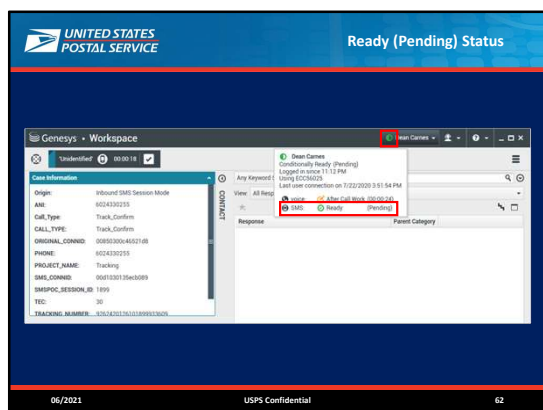 UNITED STATES
POSTAL SERVICE
Ready (Pending) Status
Genesys • Workspace
Dean Carnes
'Unidentified' 00:00:18
Case Information
Origin: Inbound SMS Session Mode
ANI: 6024330255
Call_Type: Track_Confirm
CALL_TYPE: Track_Confirm
ORIGINAL_CONNID:
PHONE: 6024330255
PROJECT_NAME: Tracking
SMS_CONNID:
SMSPOC_SESSION_ID: 1899
TEC: 30
TRACKING_NUMBER:
CONTACT
Any Keyword
View: All Resp
Response
Parent Category
Dean Carnes
Conditionally Ready (Pending)
Logged in since 11:12 PM
Using ECC56025
Last user connection on 7/22/2020 3:51:54 PM
voice After Call Work (00:00:24)
SMS Ready (Pending)
06/2021
USPS Confidential
62